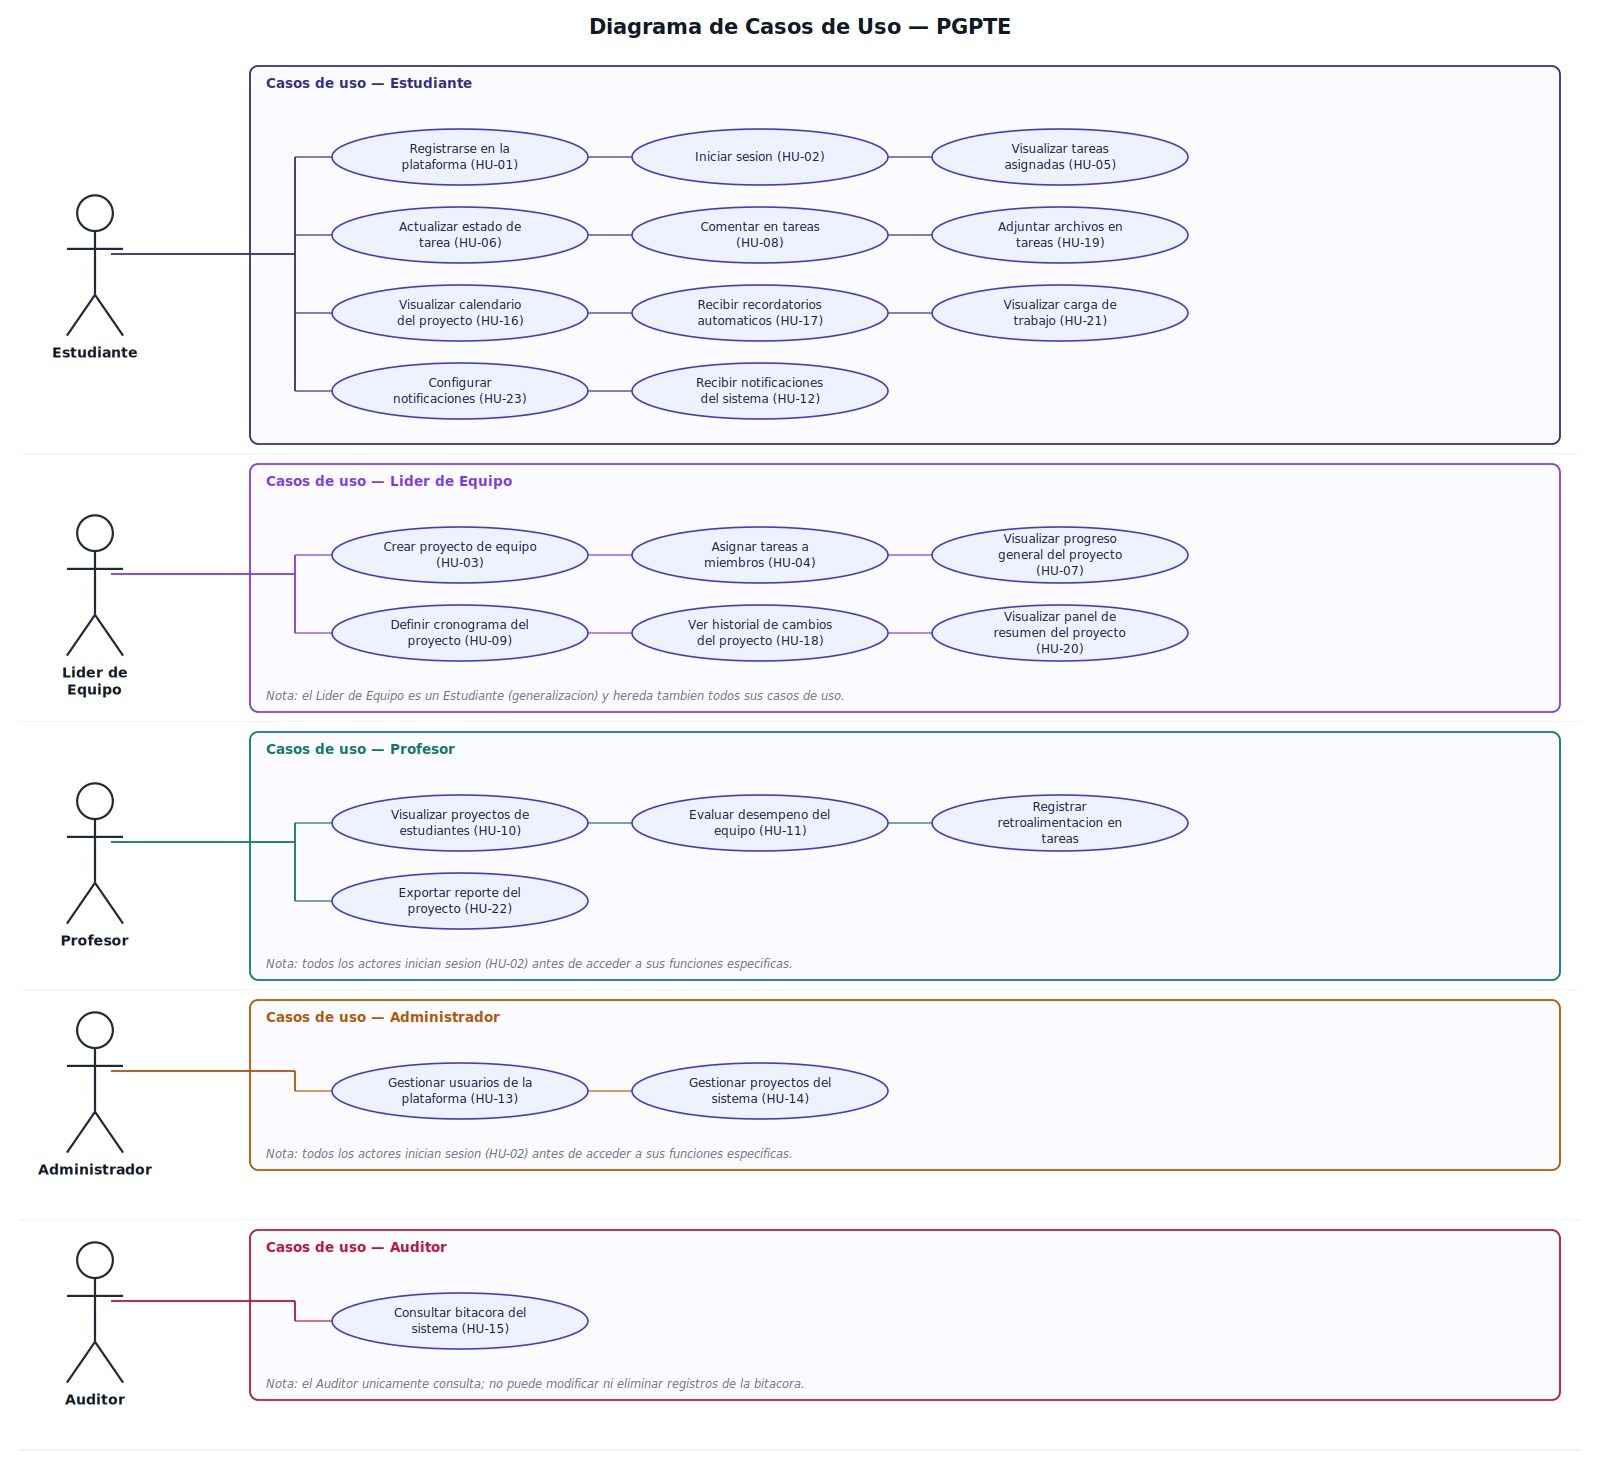 Diagrama de Casos de Uso — PGPTE
Casos de uso — Estudiante
Registrarse en la
plataforma (HU-01)
Iniciar sesion (HU-02)
Visualizar tareas
asignadas (HU-05)
Actualizar estado de
tarea (HU-06)
Comentar en tareas
(HU-08)
Adjuntar archivos en
tareas (HU-19)
Visualizar calendario
del proyecto (HU-16)
Recibir recordatorios
automaticos (HU-17)
Visualizar carga de
trabajo (HU-21)
Configurar
notificaciones (HU-23)
Recibir notificaciones
del sistema (HU-12)
Estudiante
Casos de uso — Lider de Equipo
Crear proyecto de equipo
(HU-03)
Asignar tareas a
miembros (HU-04)
Visualizar progreso
general del proyecto
(HU-07)
Definir cronograma del
proyecto (HU-09)
Ver historial de cambios
del proyecto (HU-18)
Visualizar panel de
resumen del proyecto
(HU-20)
Lider de
Equipo
Nota: el Lider de Equipo es un Estudiante (generalizacion) y hereda tambien todos sus casos de uso.
Casos de uso — Profesor
Visualizar proyectos de
estudiantes (HU-10)
Evaluar desempeno del
equipo (HU-11)
Registrar
retroalimentacion en
tareas
Exportar reporte del
proyecto (HU-22)
Profesor
Nota: todos los actores inician sesion (HU-02) antes de acceder a sus funciones especificas.
Casos de uso — Administrador
Gestionar usuarios de la
plataforma (HU-13)
Gestionar proyectos del
sistema (HU-14)
Nota: todos los actores inician sesion (HU-02) antes de acceder a sus funciones especificas.
Administrador
Casos de uso — Auditor
Consultar bitacora del
sistema (HU-15)
Nota: el Auditor unicamente consulta; no puede modificar ni eliminar registros de la bitacora.
Auditor